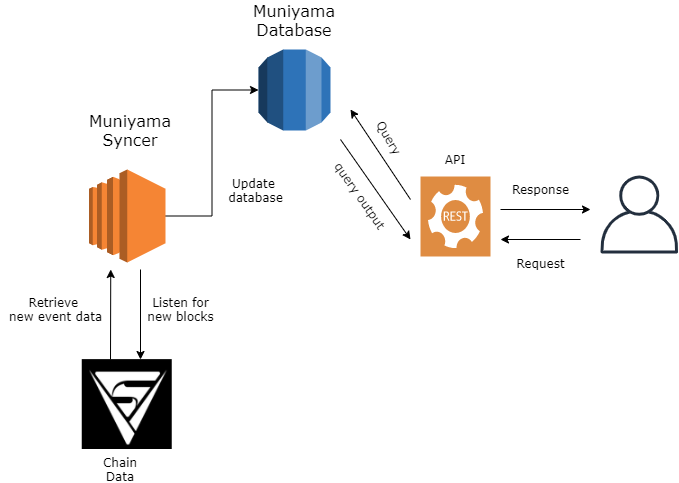 Muniyama
Database
Muniyama
Syncer
Query
query output
API
Update
database
REST
Response
Request
Retrieve
new event data
Listen for
new blocks
Chain
Data